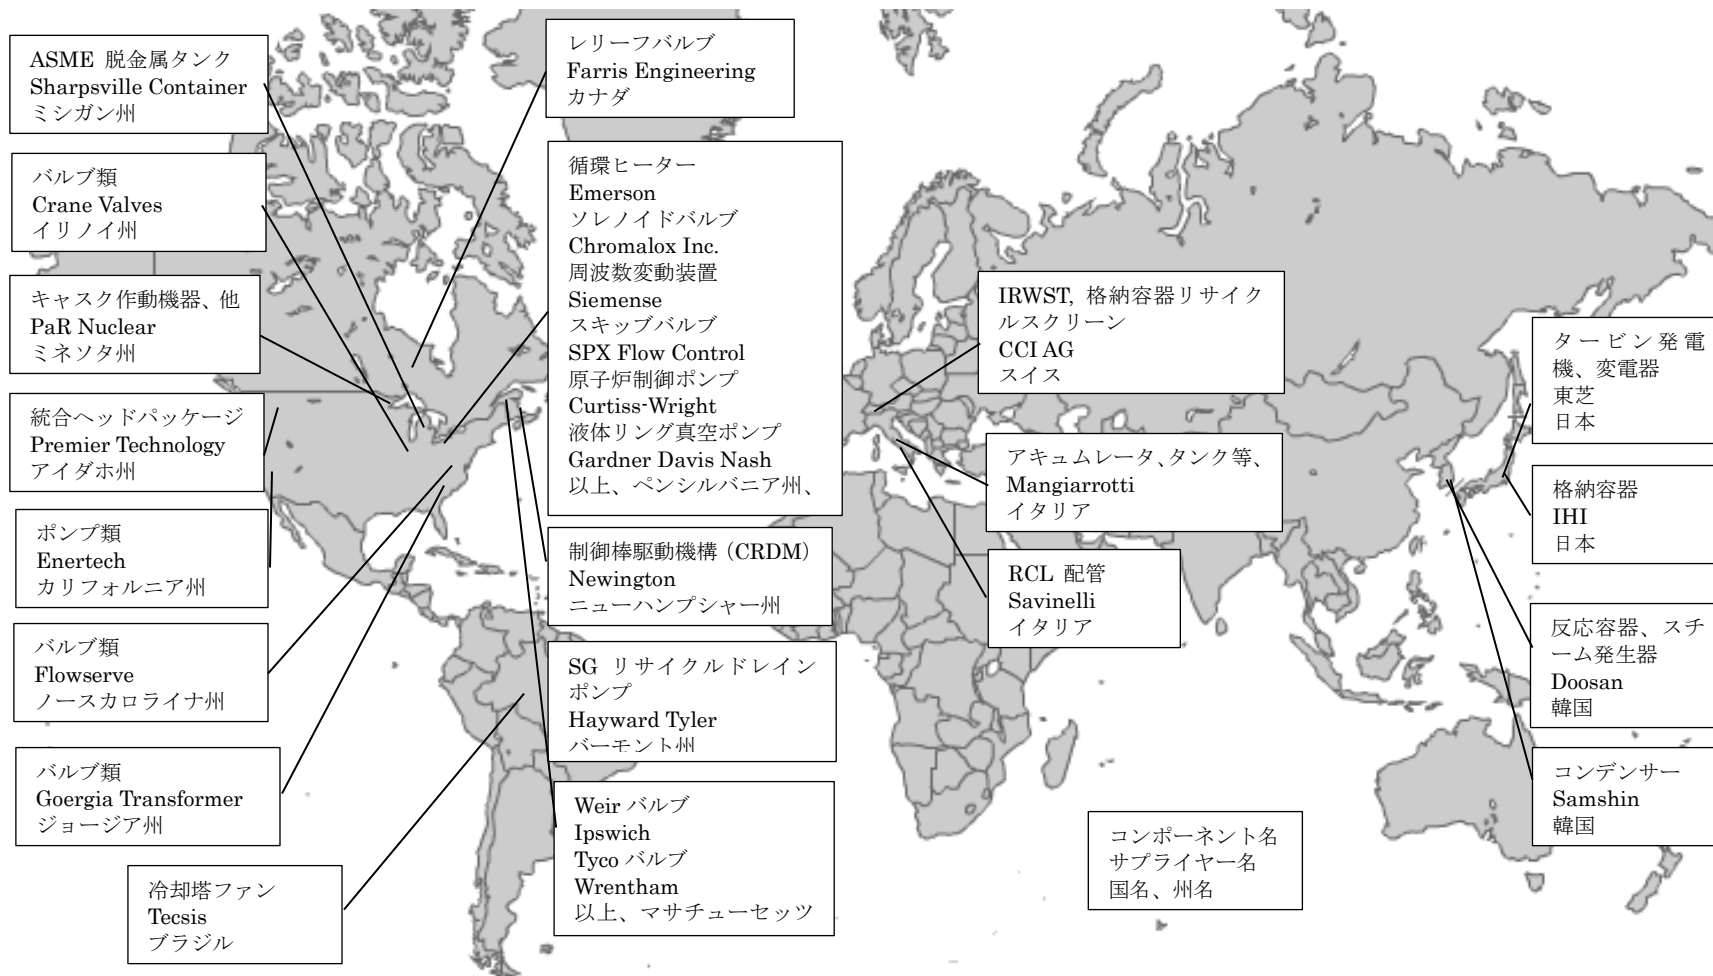 ASME 脱金属タンク
Sharpsville Container
ミシガン州
バルブ類
Crane Valves
イリノイ州
キャスク作動機器、他
PaR Nuclear
ミネソタ州
統合ヘッドパッケージ
Premier Technology
アイダホ州
ポンプ類
Enertech
カリフォルニア州
バルブ類
Flowserve
ノースカロライナ州
バルブ類
Goergia Transformer
ジョージア州
冷却塔ファン
Tecsis
ブラジル
レリーフバルブ
Farris Engineering
カナダ
循環ヒーター
Emerson
ソレノイドバルブ
Chromalox Inc.
周波数変動装置
Siemense
スキッブバルブ
SPX Flow Control
原子炉制御ポンプ
Curtiss-Wright
液体リング真空ポンプ
Gardner Davis Nash
以上、ペンシルバニア州、
制御棒駆動機構（CRDM）
Newington
ニューハンプシャー州
SG リサイクルドレイン
ポンプ
Hayward Tyler
バーモント州
Weir バルブ
Ipswich
Tyco バルブ
Wrentham
以上、マサチューセッツ
IRWST, 格納容器リサイク
ルスクリーン
CCI AG
スイス
アキュムレータ、タンク等、
Mangiarrotti
イタリア
RCL 配管
Savinelli
イタリア
タービン発電
機、変電器
東芝
日本
格納容器
IHI
日本
反応容器、スチ
ーム発生器
Doosan
韓国
コンデンサー
Samshin
韓国
コンポーネント名
サプライヤー名
国名、州名